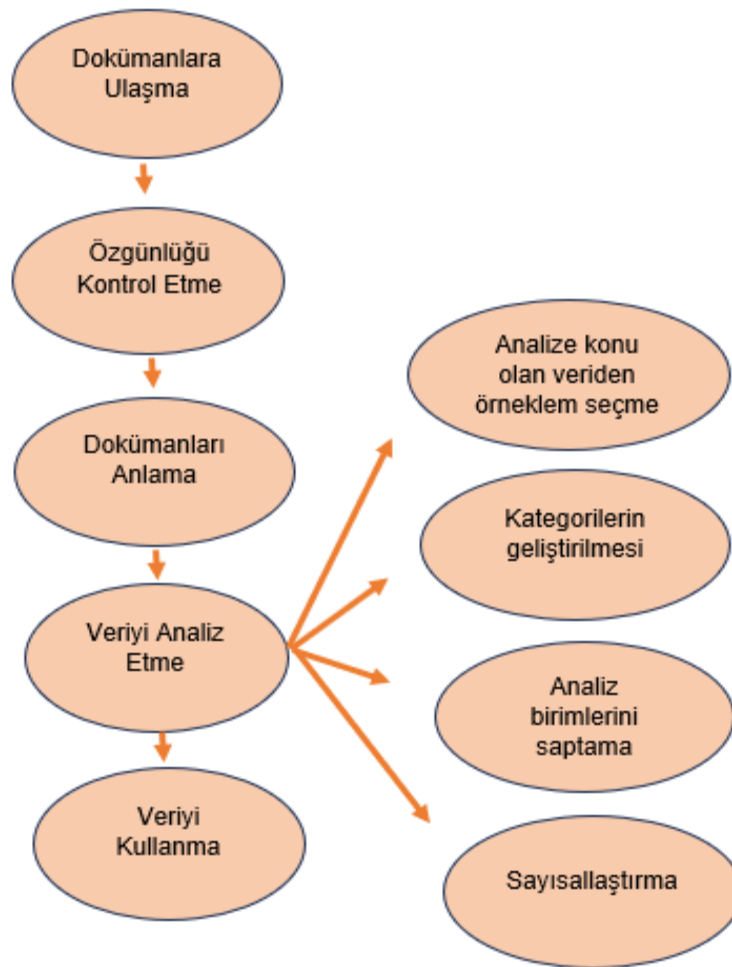 Dokümanlara
Ulaşma
Özgünlüğü
Kontrol Etme
Dokümanları
Anlama
Veriyi Analiz
Etme
Veriyi
Kullanma
Analize konu
olan veriden
örneklem seçme
Kategorilerin
geliştirilmesi
Analiz
birimlerini
saptama
Sayısallaştırma